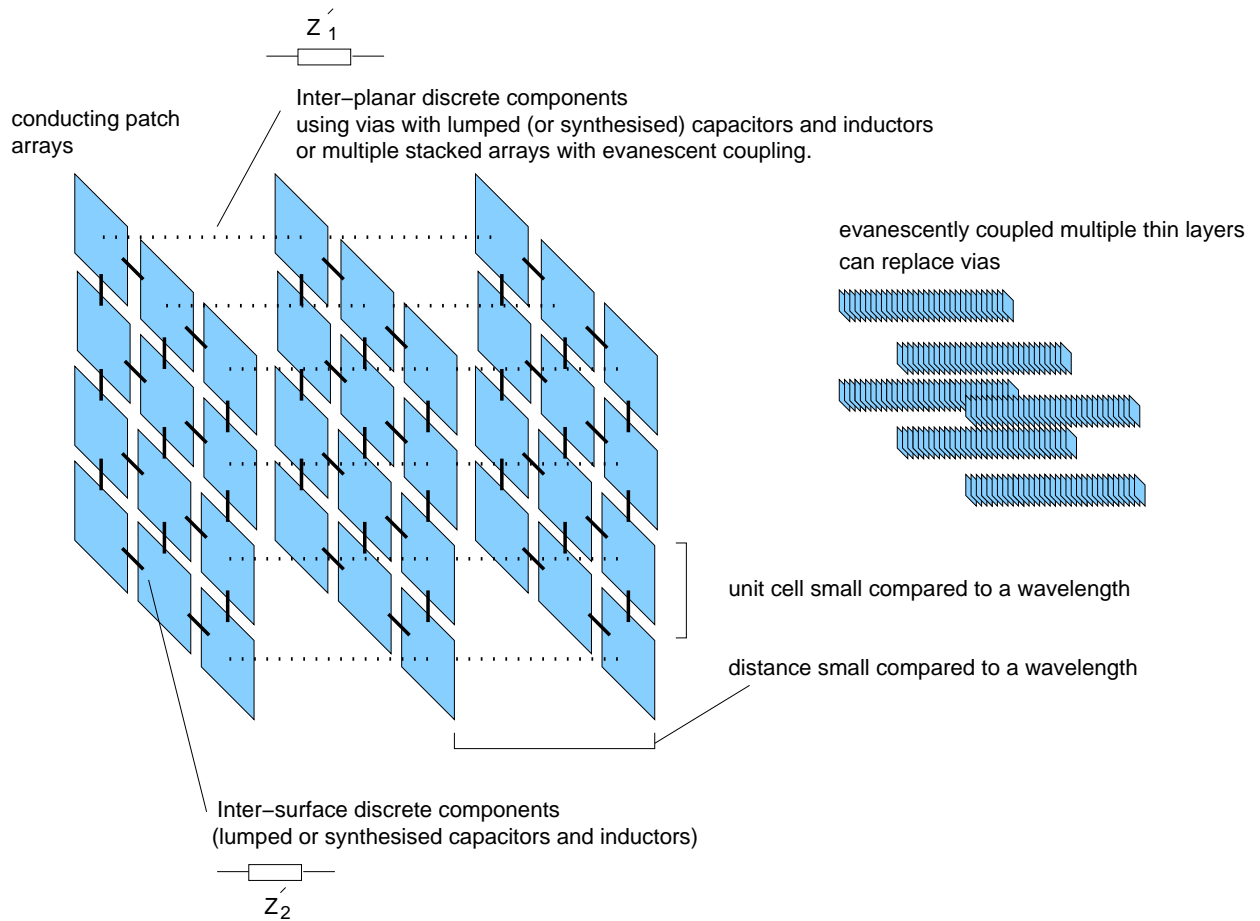 Z´1
Inter−planar discrete components
using vias with lumped (or synthesised) capacitors and inductors
or multiple stacked arrays with evanescent coupling.
conducting patch
arrays
evanescently coupled multiple thin layers
can replace vias
unit cell small compared to a wavelength
distance small compared to a wavelength
Inter−surface discrete components
(lumped or synthesised capacitors and inductors)
Z´2